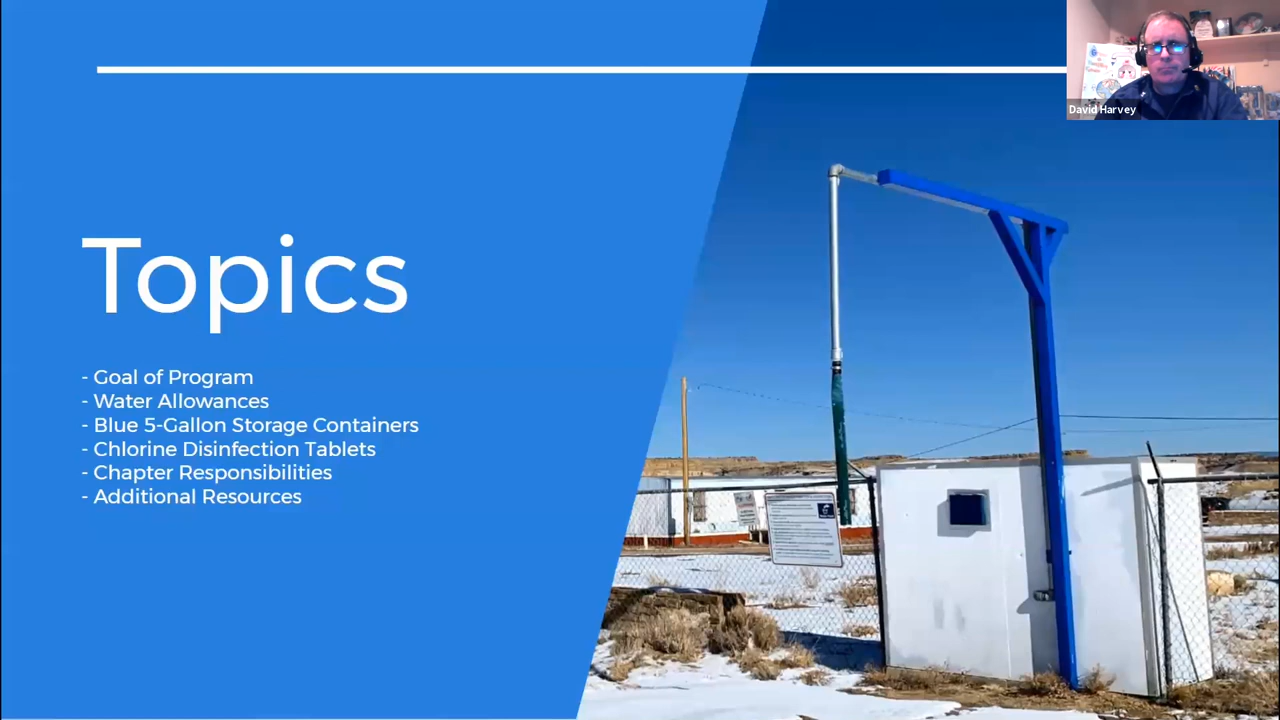 David Harvey
Topics
- Goal of Program
- Water Allowances
- Blue 5-Gallon Storage Containers
- Chlorine Disinfection Tablets
- Chapter Responsibilities
- Additional Resources